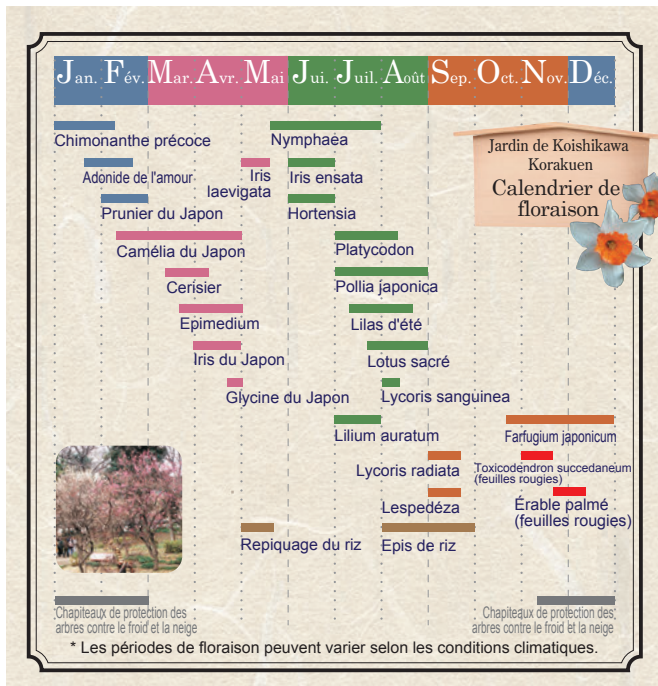 Jan. Fév. Mar. Avr. Mai Jui. Juil. Août Sep. Oct. Nov. Déc.
Jardin de Koishikawa
Korakuen
Calendrier de
floraison
Chimonanthe précoce
Nymphaea
Adonide de l'amour
Iris
laevigata
Iris ensata
Prunier du Japon
Hortensia
Camélia du Japon
Platycodon
Cerisier
Pollia japonica
Epimedium
Lilas d'été
Iris du Japon
Lotus sacré
Glycine du Japon
Lycoris sanguinea
Lilium auratum
Farfugium japonicum
Lycoris radiata
Toxicodendron succedaneum
(feuilles rougies)
Lespedéza
Érable palmé
(feuilles rougies)
Repiquage du riz
Epis de riz
Chapiteaux de protection des
arbres contre le froid et la neige
Chapiteaux de protection des
arbres contre le froid et la neige
* Les périodes de floraison peuvent varier selon les conditions climatiques.